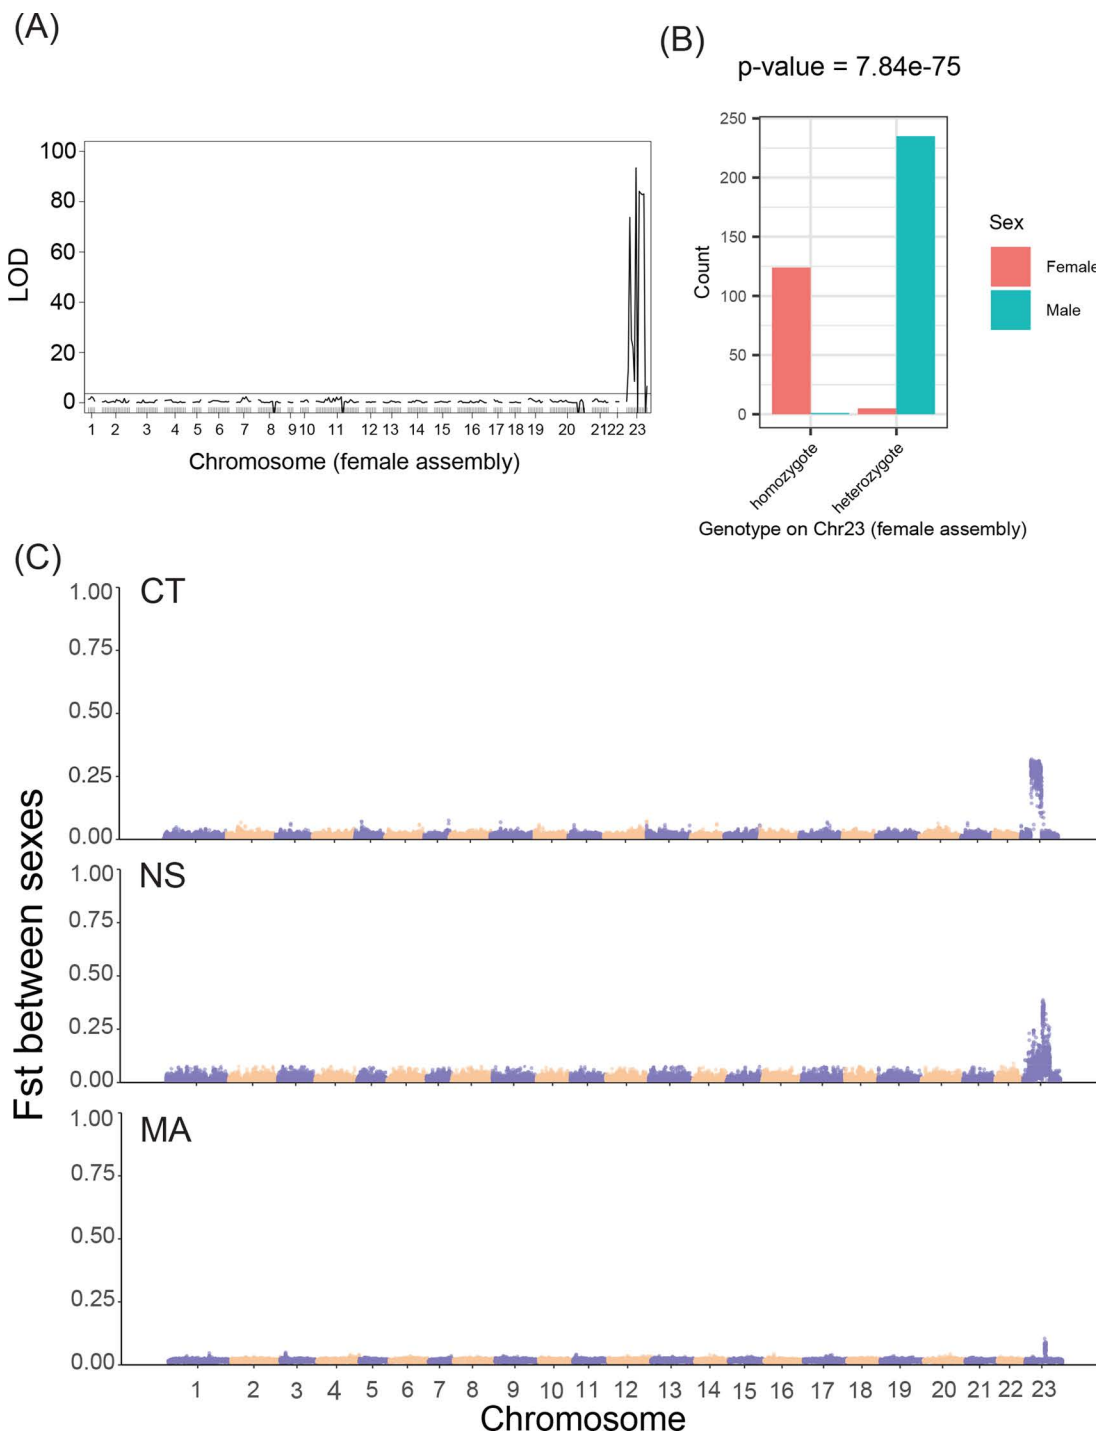 (A)
LOD
100
80
60
40
20
0
1 2 3 4 5 6 7 8 9 10 11 12 13 14 15 16 17 18 19 20 21 22 23
Chromosome (female assembly)
(B)
p-value = 7.84e-75
Count
250
200
150
100
50
0
homozygote heterozygote
Genotype on Chr23 (female assembly)
Sex
Female
Male
(C)
Fst between sexes
CT
1.00
0.75
0.50
0.25
0.00
NS
1.00
0.75
0.50
0.25
0.00
MA
1.00
0.75
0.50
0.25
0.00
1 2 3 4 5 6 7 8 9 10 11 12 13 14 15 16 17 18 19 20 21 22 23
Chromosome